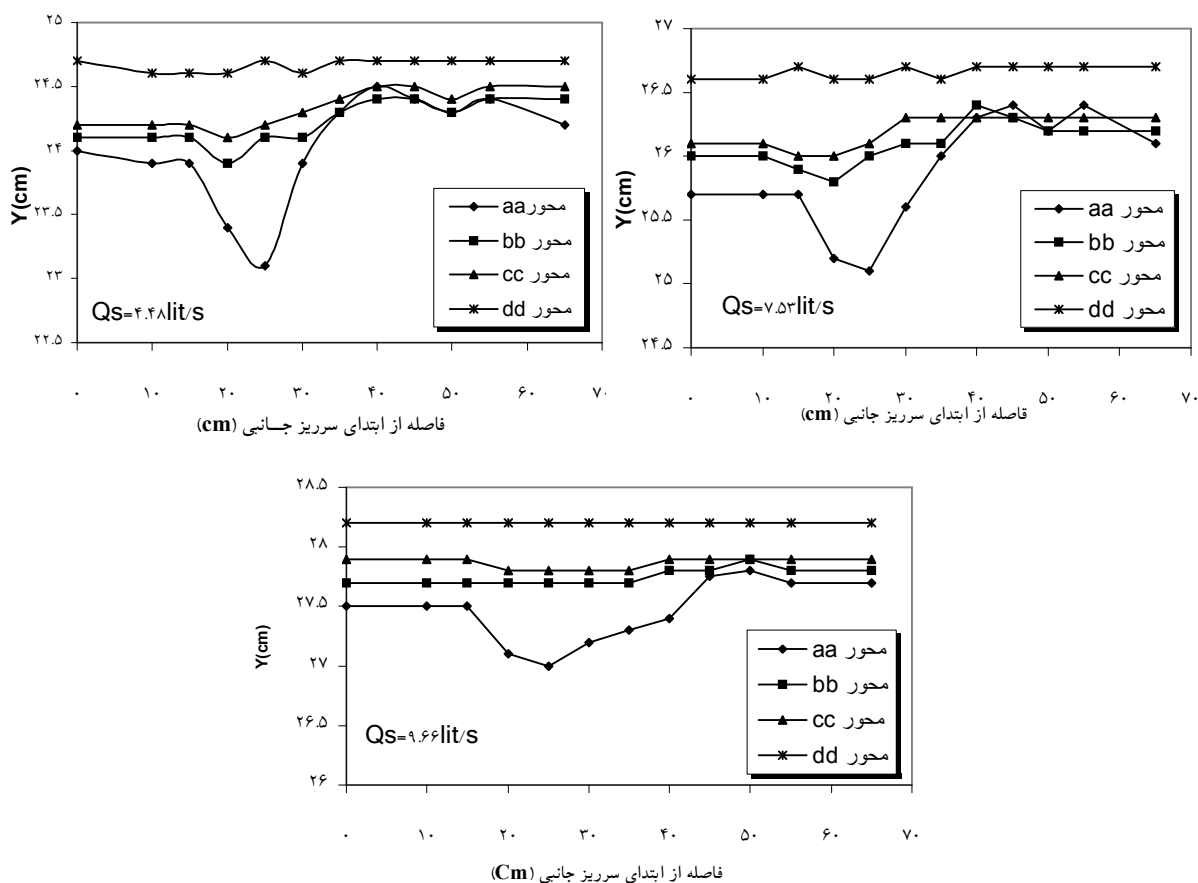 ۲۵
۲۴.۵
۲۴
۲۳.۵
۲۳
۲۲.۵
Y(cm)
محورaa
محور bb
محور cc
محور dd
Qs=۴.۴۸lit/s
۰ ۱۰ ۲۰ ۳۰ ۴۰ ۵۰ ۶۰ ۷۰
فاصله از ابتدای سرریز جــانبی (cm)
۲۷
۲۶.۵
۲۶
۲۵.۵
۲۵
۲۴.۵
Y(cm)
محور aa
محور bb
محور cc
محور dd
Qs=۷.۵۳lit/s
۰ ۱۰ ۲۰ ۳۰ ۴۰ ۵۰ ۶۰ ۷۰
فاصله از ابتدای سرریز جانبی (cm)
۲۸.۵
۲۸
۲۷.۵
۲۷
۲۶.۵
۲۶
Y(cm)
محور aa
محور bb
محور cc
محور dd
Qs=۹.۶۶lit/s
۰ ۱۰ ۲۰ ۳۰ ۴۰ ۵۰ ۶۰ ۷۰
فاصله از ابتدای سرریز جانبی (Cm)